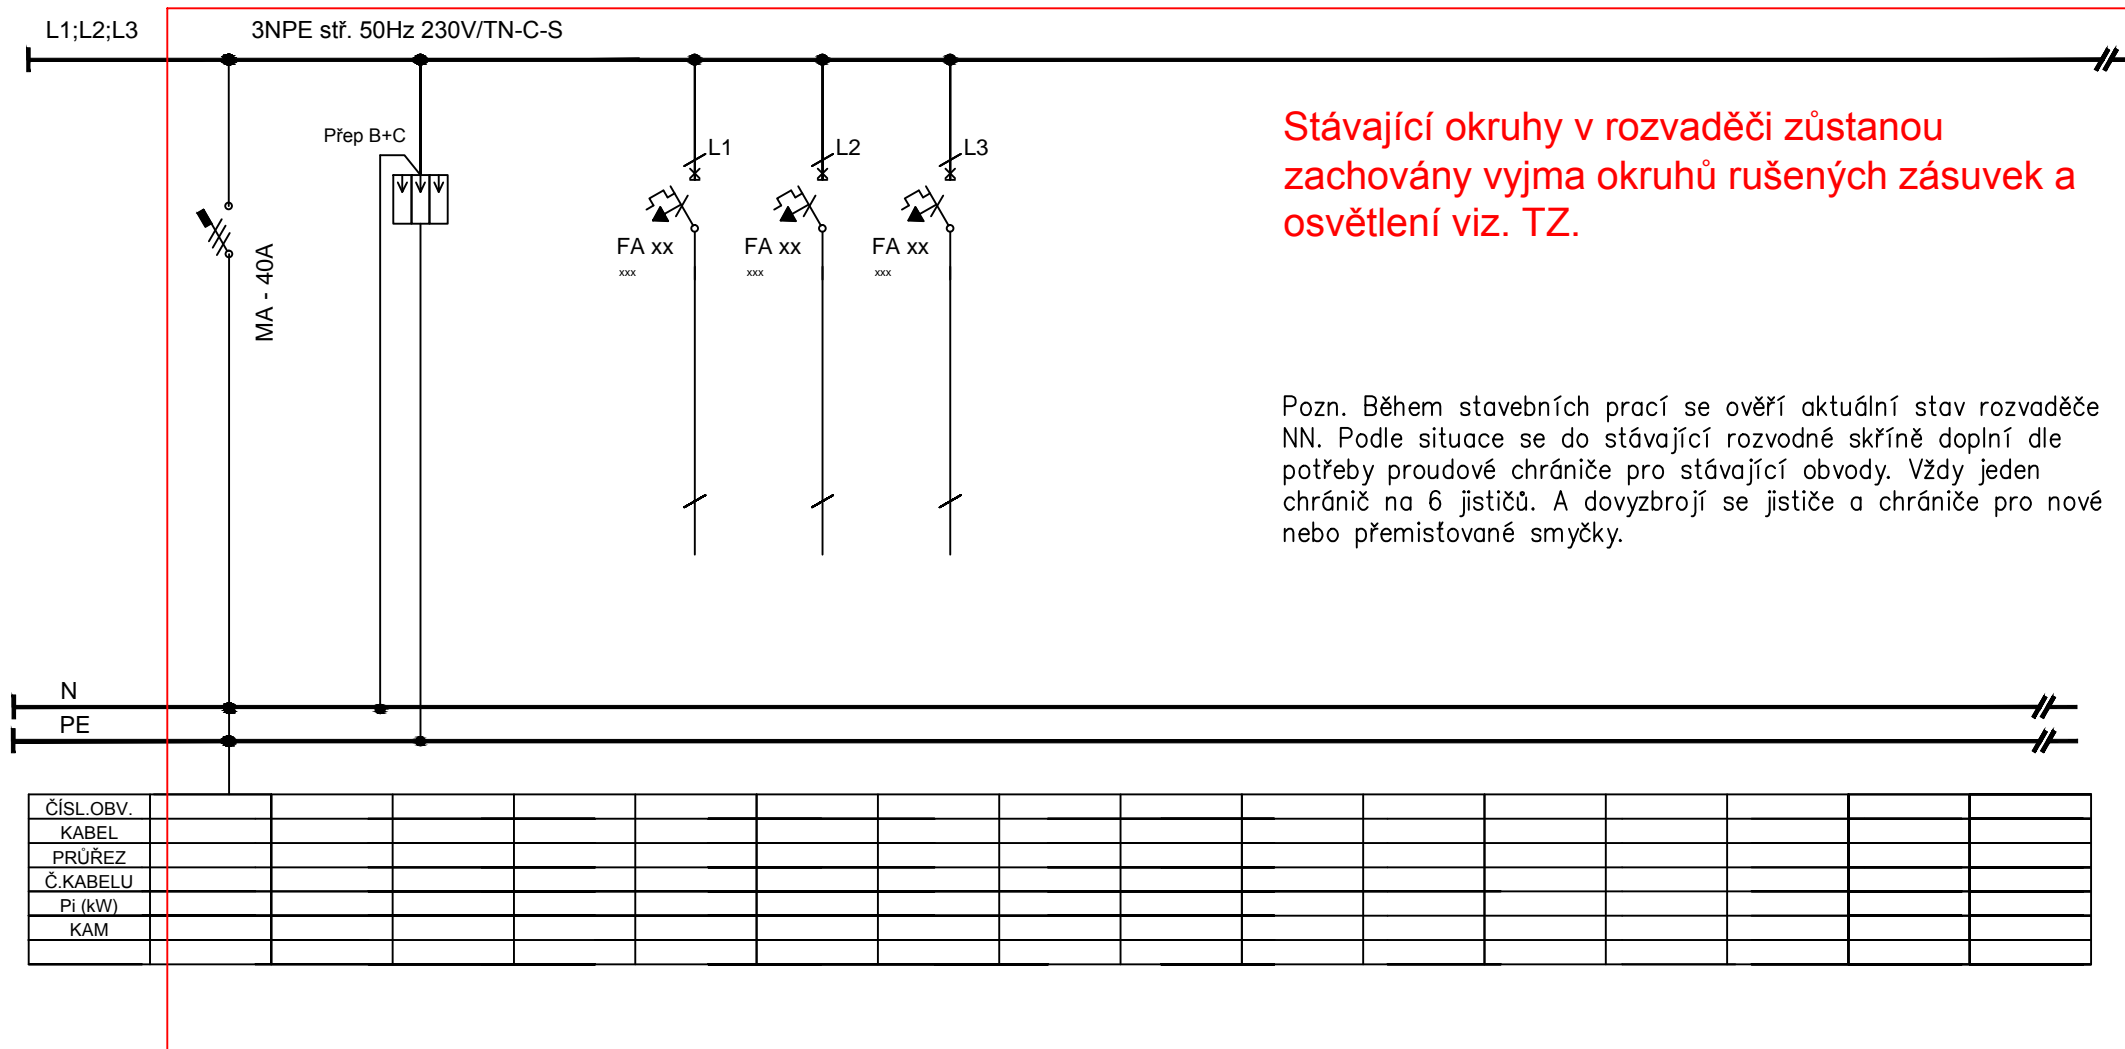 L1;L2;L3
3NPE stř. 50Hz 230V/TN-C-S
Přep B+C
L1
L2
L3
MA - 40A
FA xx
xxx
FA xx
xxx
FA xx
xxx
Stávající okruhy v rozvaděči zůstanou
zachovány vyjma okruhů rušených zásuvek a
osvětlení viz. TZ.
Pozn. Během stavebních prací se ověří aktuální stav rozvaděče
NN. Podle situace se do stávající rozvodné skříně doplní dle
potřeby proudové chrániče pro stávající obvody. Vždy jeden
chránič na 6 jističů. A dovyzbrojí se jističe a chrániče pro nové
nebo přemisťované smyčky.
N
PE
ČÍSL.OBV.
KABEL
PRŮŘEZ
Č.KABELU
Pi (kW)
KAM